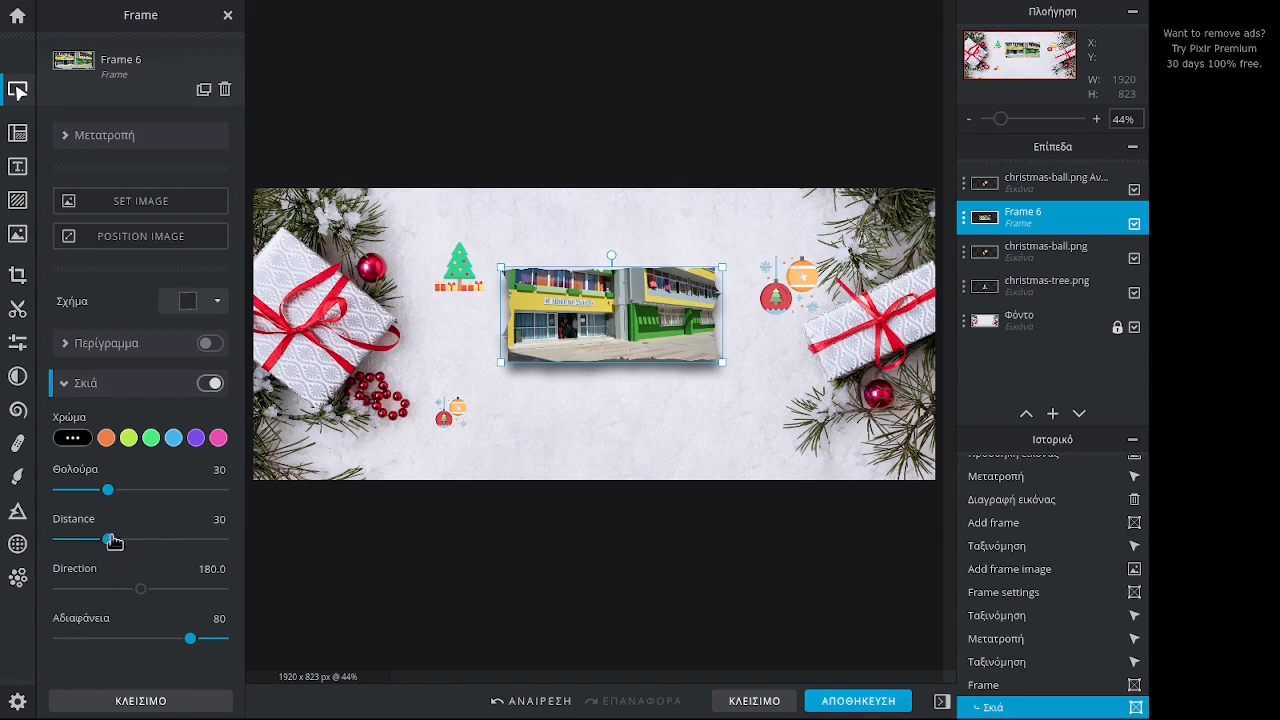 Frame
Frame 6
Frame
Μετατροπή
SET IMAGE
POSITION IMAGE
Σχήμα
Περίγραμμα
Σκιά
Χρώμα
Θολούρα 30
Distance 30
Direction 180.0
Αδιαφάνεια 80
ΚΛΕΙΣΙΜΟ
1920 x 823 px @ 44%
ΑΝΑΙΡΕΣΗ
ΕΠΑΝΑΦΟΡΑ
ΚΛΕΙΣΙΜΟ
ΑΠΟΘΗΚΕΥΣΗ
Πλοήγηση
X:
Y:
W: 1920
H: 823
- + 44%
Επίπεδα
christmas-ball.png Αν...
Εικόνα
Frame 6
Frame
christmas-ball.png
Εικόνα
christmas-tree.png
Εικόνα
Φόντο
Εικόνα
Ιστορικό
Προσθήκη εικόνας
Μετατροπή
Διαγραφή εικόνας
Add frame
Ταξινόμηση
Add frame image
Frame settings
Ταξινόμηση
Μετατροπή
Ταξινόμηση
Frame
Σκιά
Want to remove ads?
Try Pixlr Premium
30 days 100% free.